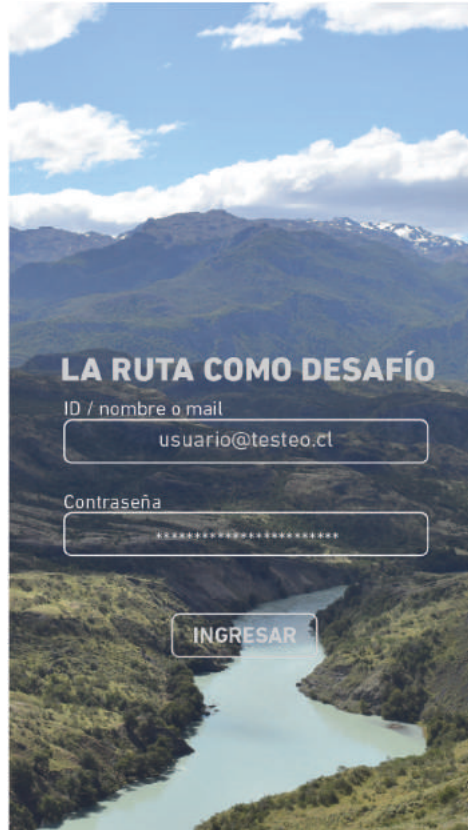 LA RUTA COMO DESAFÍO
ID / nombre o mail
usuario@testeo.cl
Contraseña
************************
INGRESAR